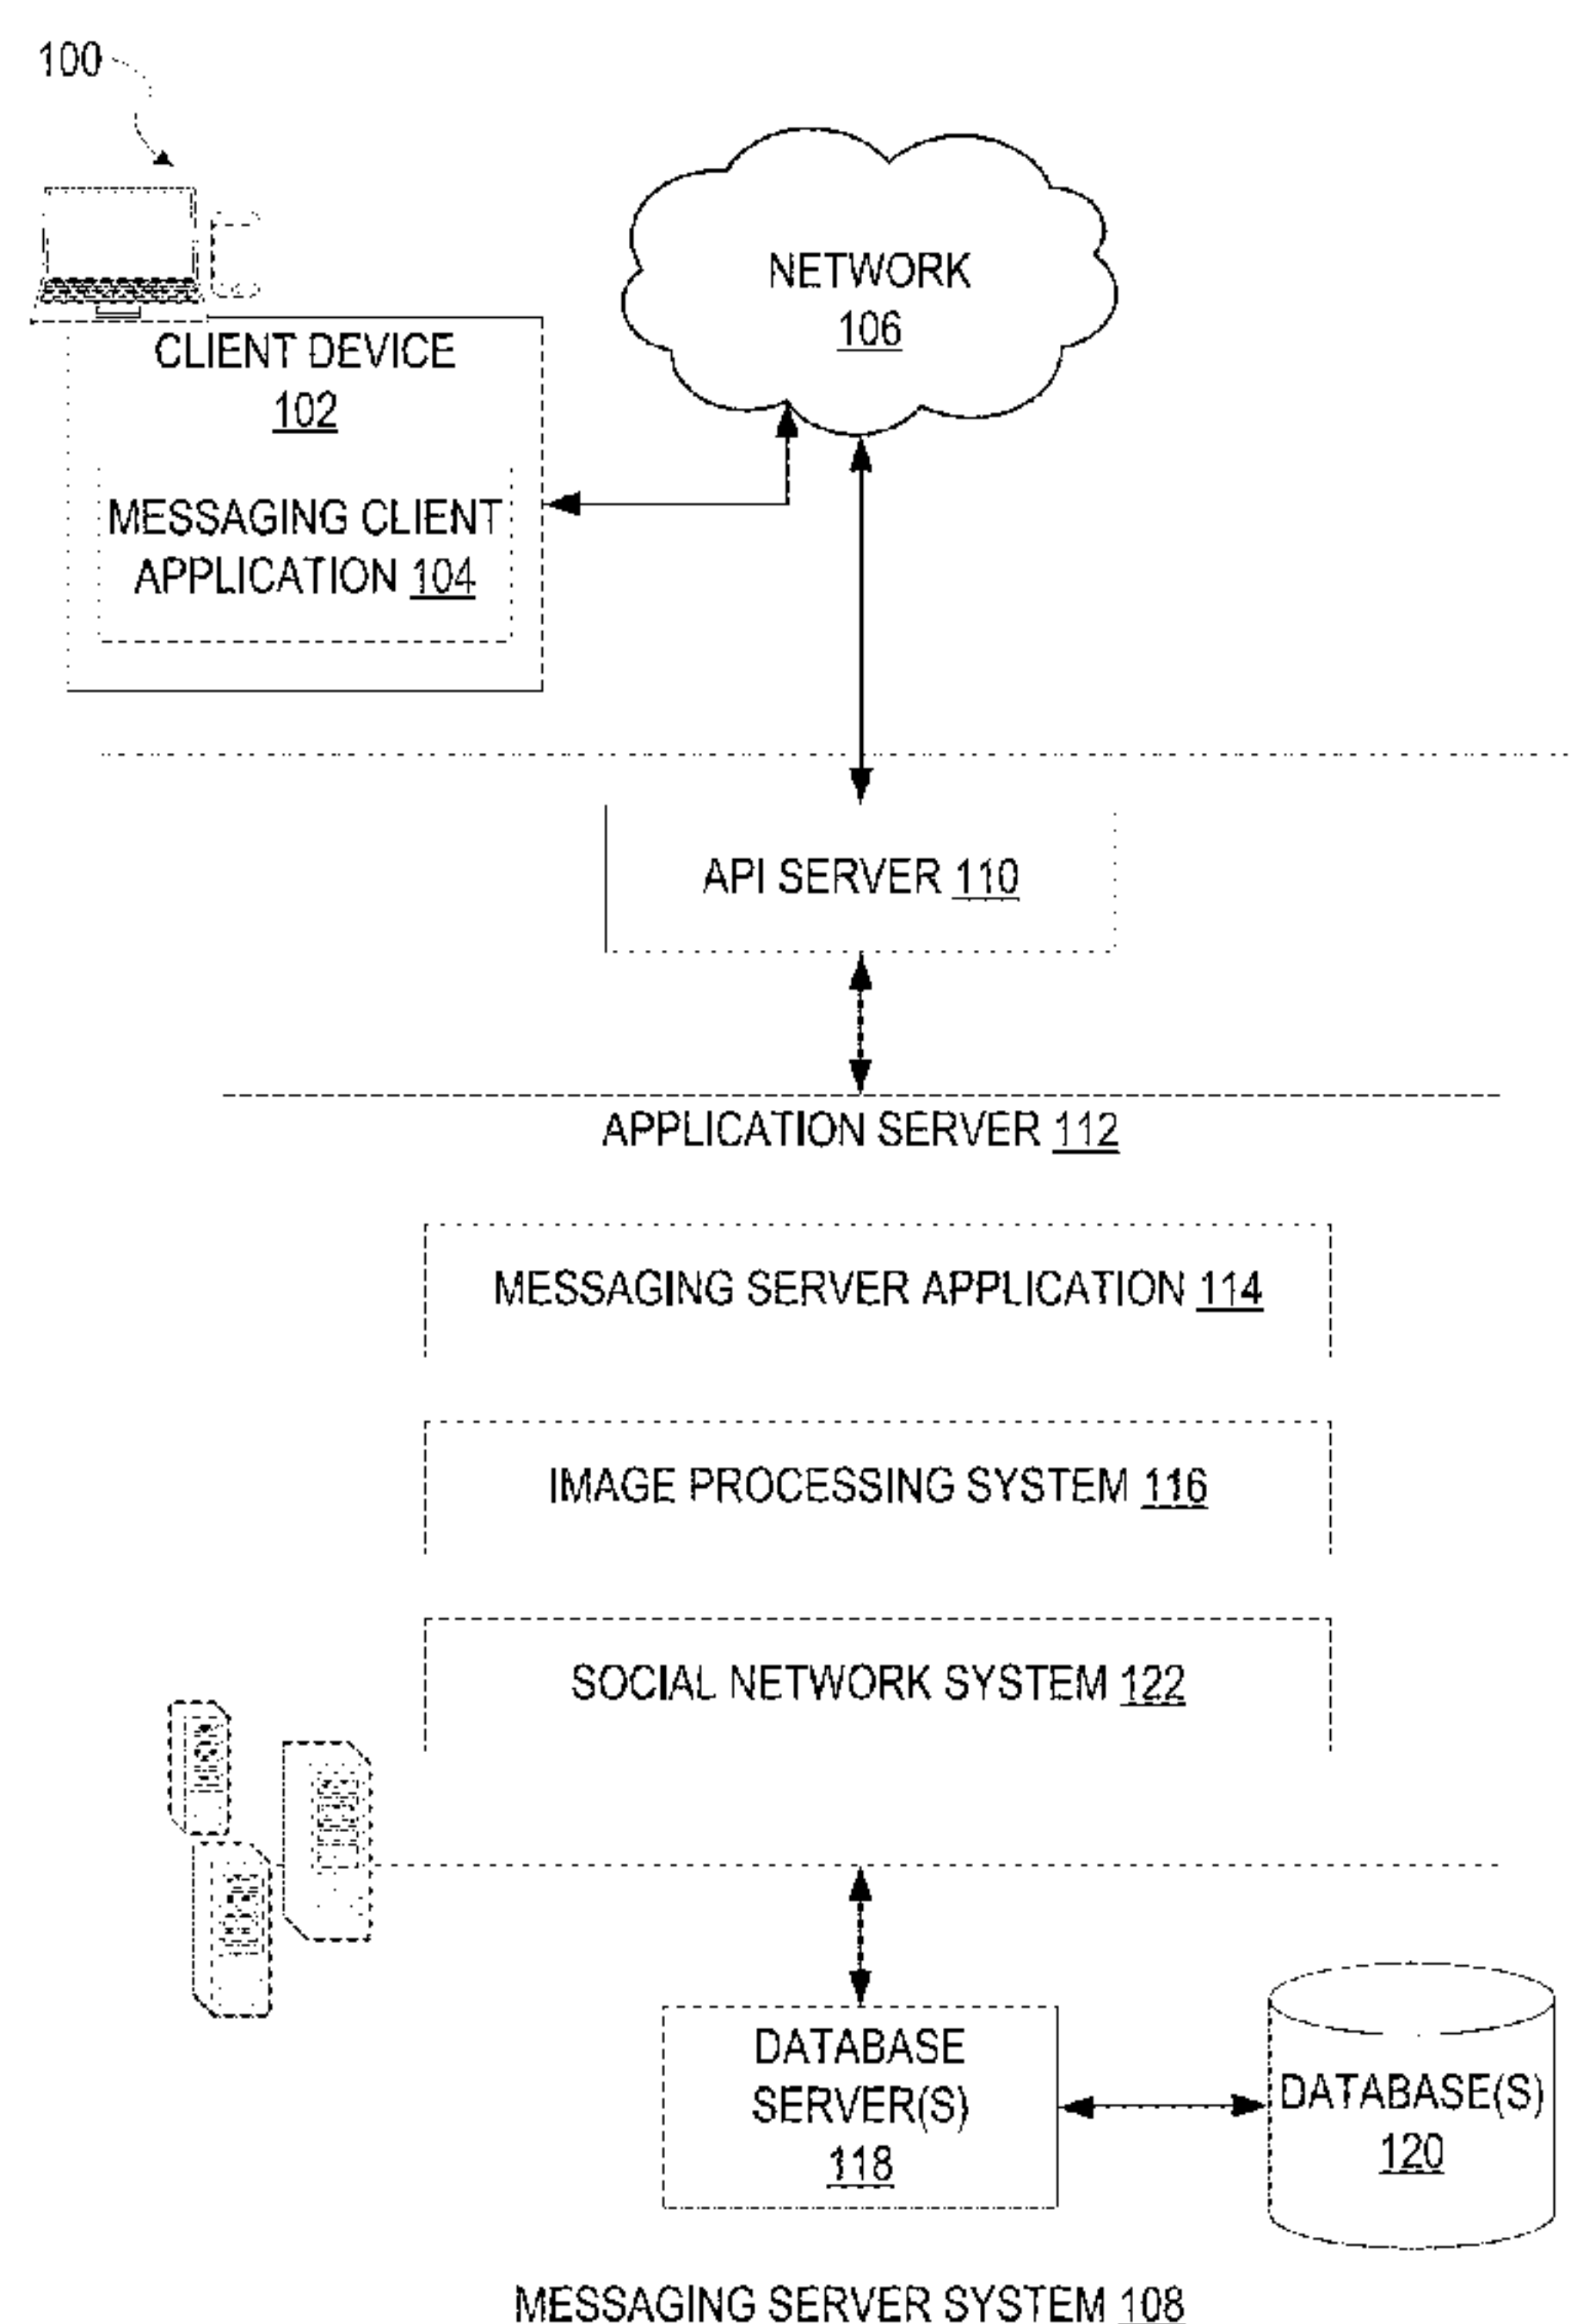 100
NETWORK
106
CLIENT DEVICE
102
MESSAGING CLIENT
APPLICATION 104
API SERVER 110
APPLICATION SERVER 112
MESSAGING SERVER APPLICATION 114
IMAGE PROCESSING SYSTEM 116
SOCIAL NETWORK SYSTEM 122
DATABASE
SERVER(S)
118
DATABASE(S)
120
MESSAGING SERVER SYSTEM 108